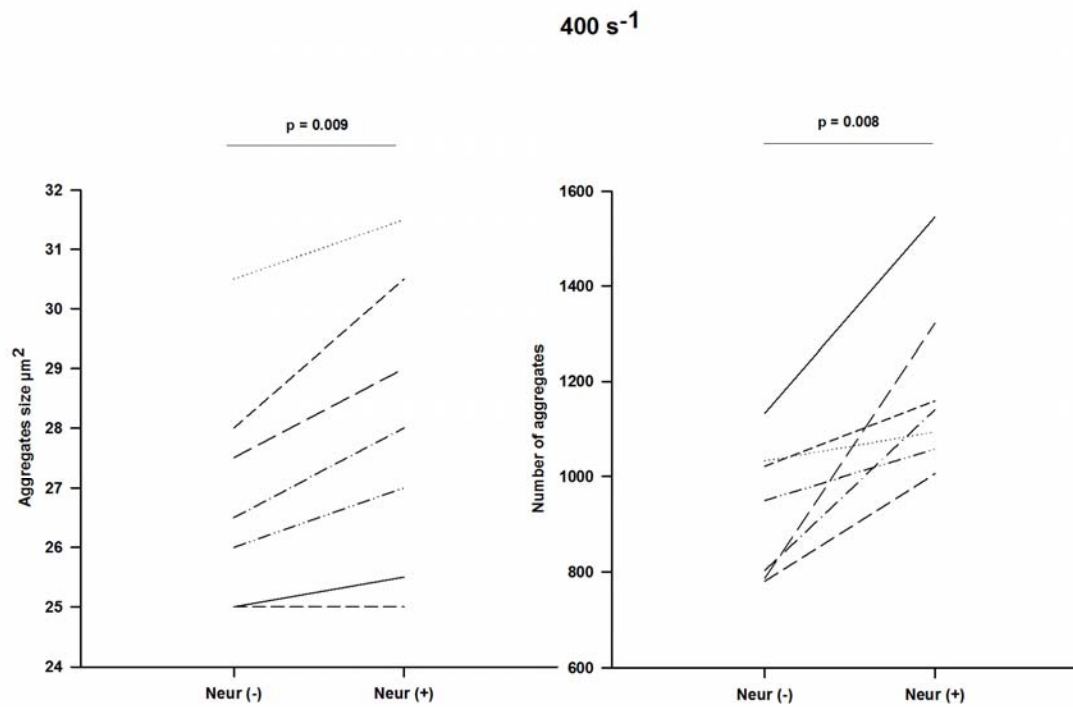 400 s-1
p = 0.009
32
31
30
29
28
27
26
25
24
Aggregates size µm2
Neur (-)
Neur (+)
p = 0.008
1600
1400
1200
1000
800
600
Number of aggregates
Neur (-)
Neur (+)